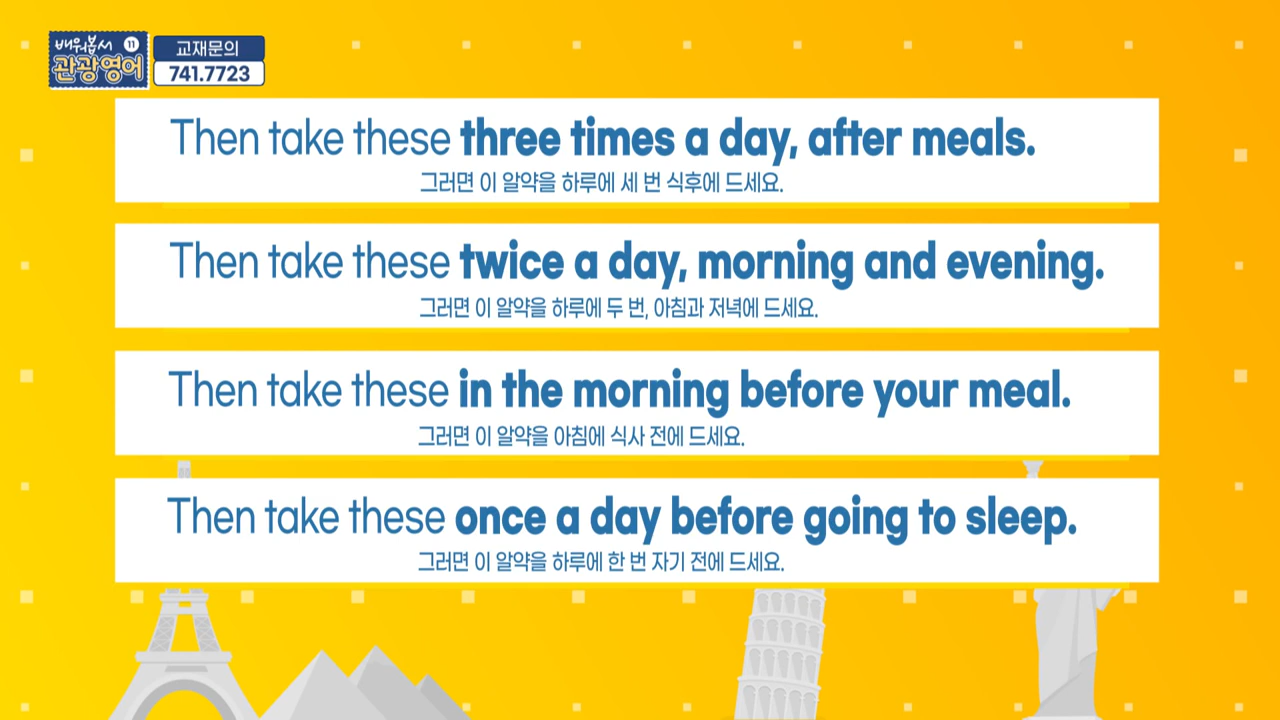 배워봅서 11
관광영어
교재문의
741.7723
Then take these three times a day, after meals.
그러면 이 알약을 하루에 세 번 식후에 드세요.
Then take these twice a day, morning and evening.
그러면 이 알약을 하루에 두 번, 아침과 저녁에 드세요.
Then take these in the morning before your meal.
그러면 이 알약을 아침에 식사 전에 드세요.
Then take these once a day before going to sleep.
그러면 이 알약을 하루에 한 번 자기 전에 드세요.